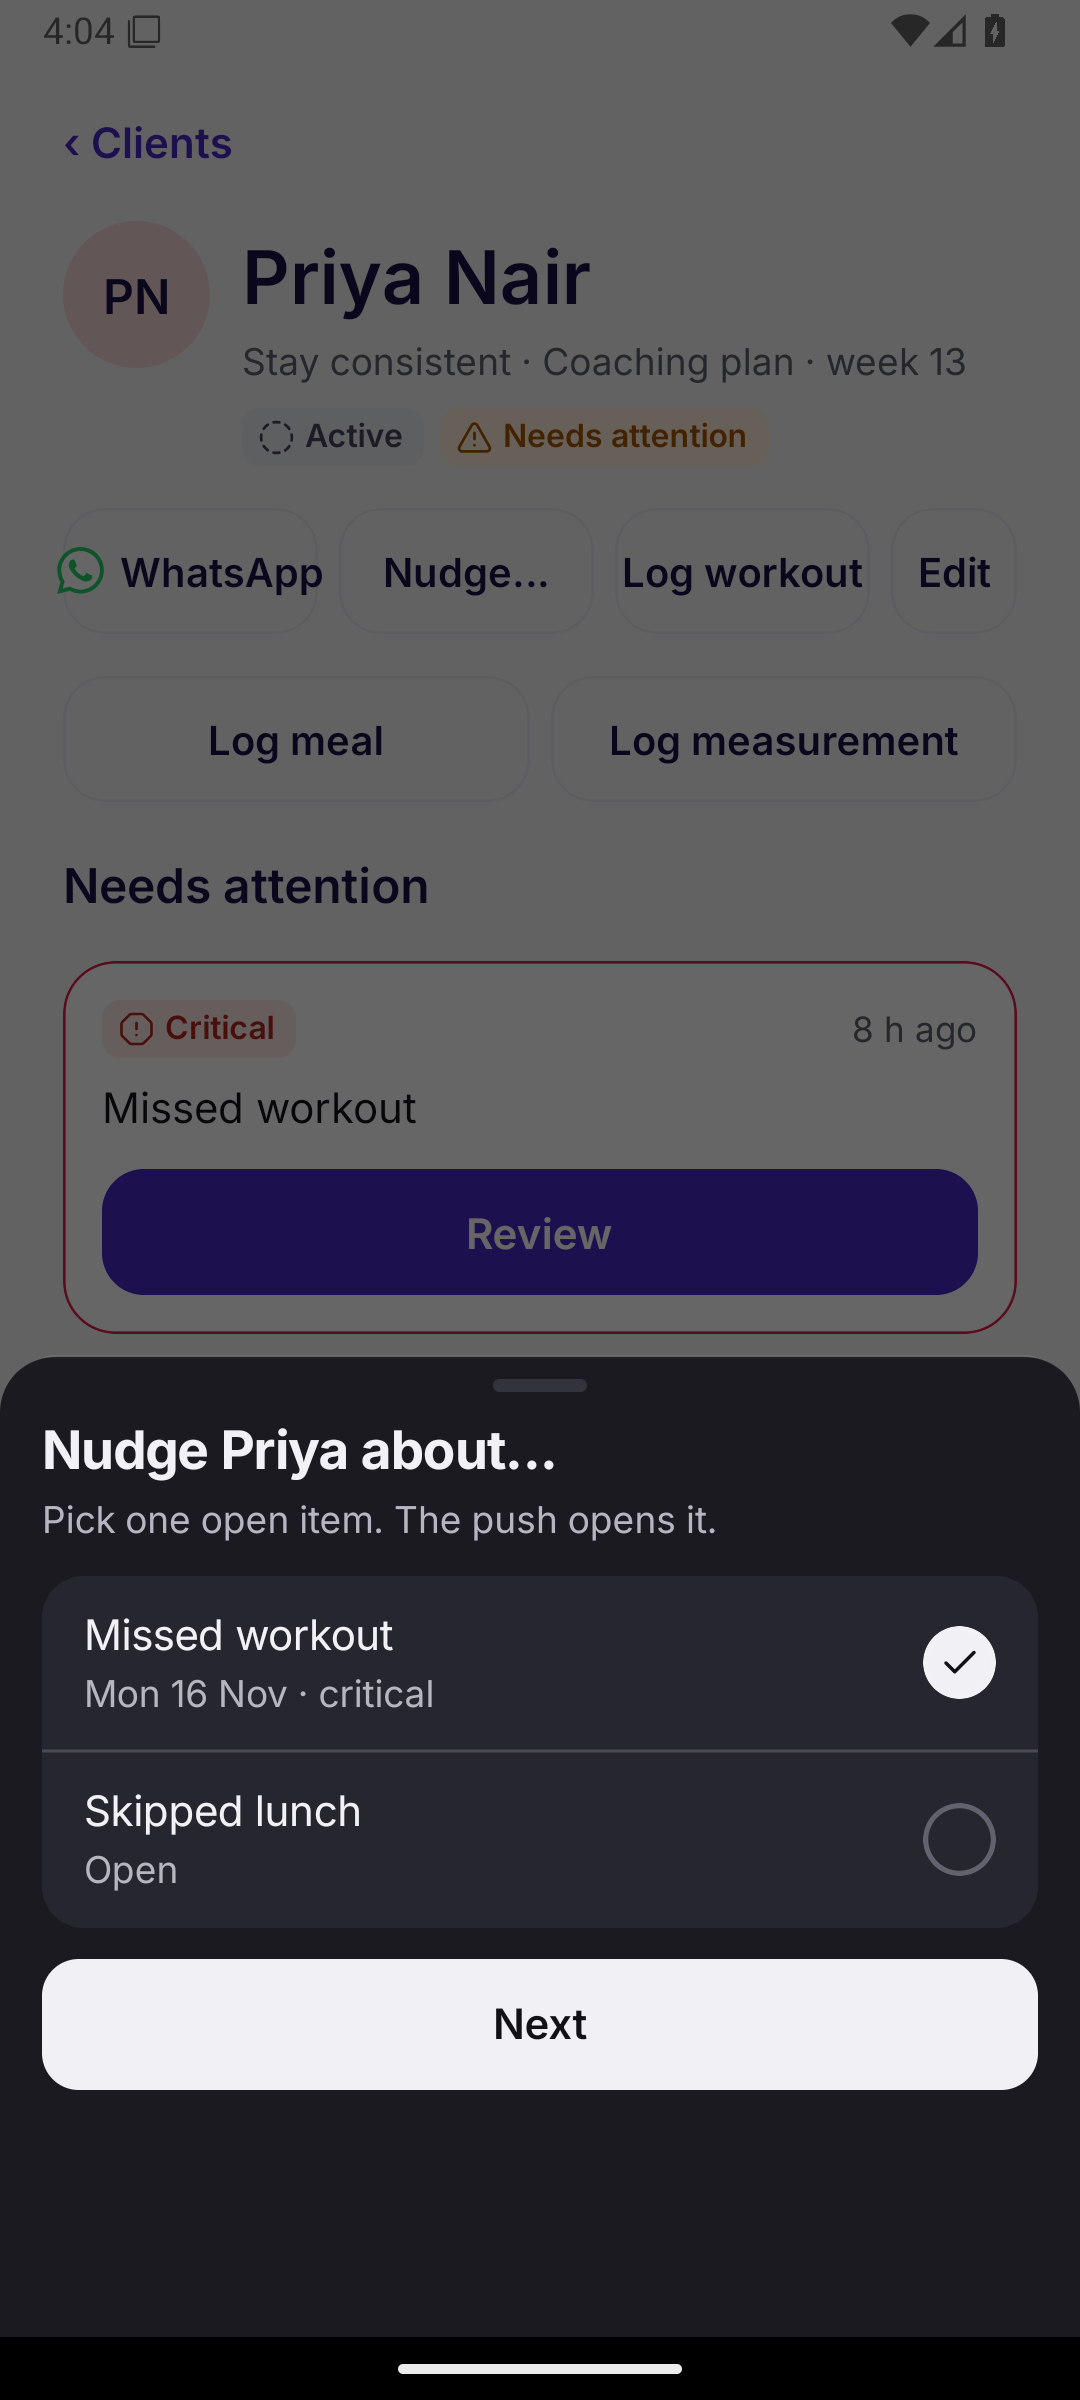 4:04
‹ Clients
PN
Priya Nair
Stay consistent · Coaching plan · week 13
Active
Needs attention
WhatsApp
Nudge...
Log workout
Edit
Log meal
Log measurement
Needs attention
Critical
8 h ago
Missed workout
Review
Nudge Priya about...
Pick one open item. The push opens it.
Missed workout
Mon 16 Nov · critical
Skipped lunch
Open
Next